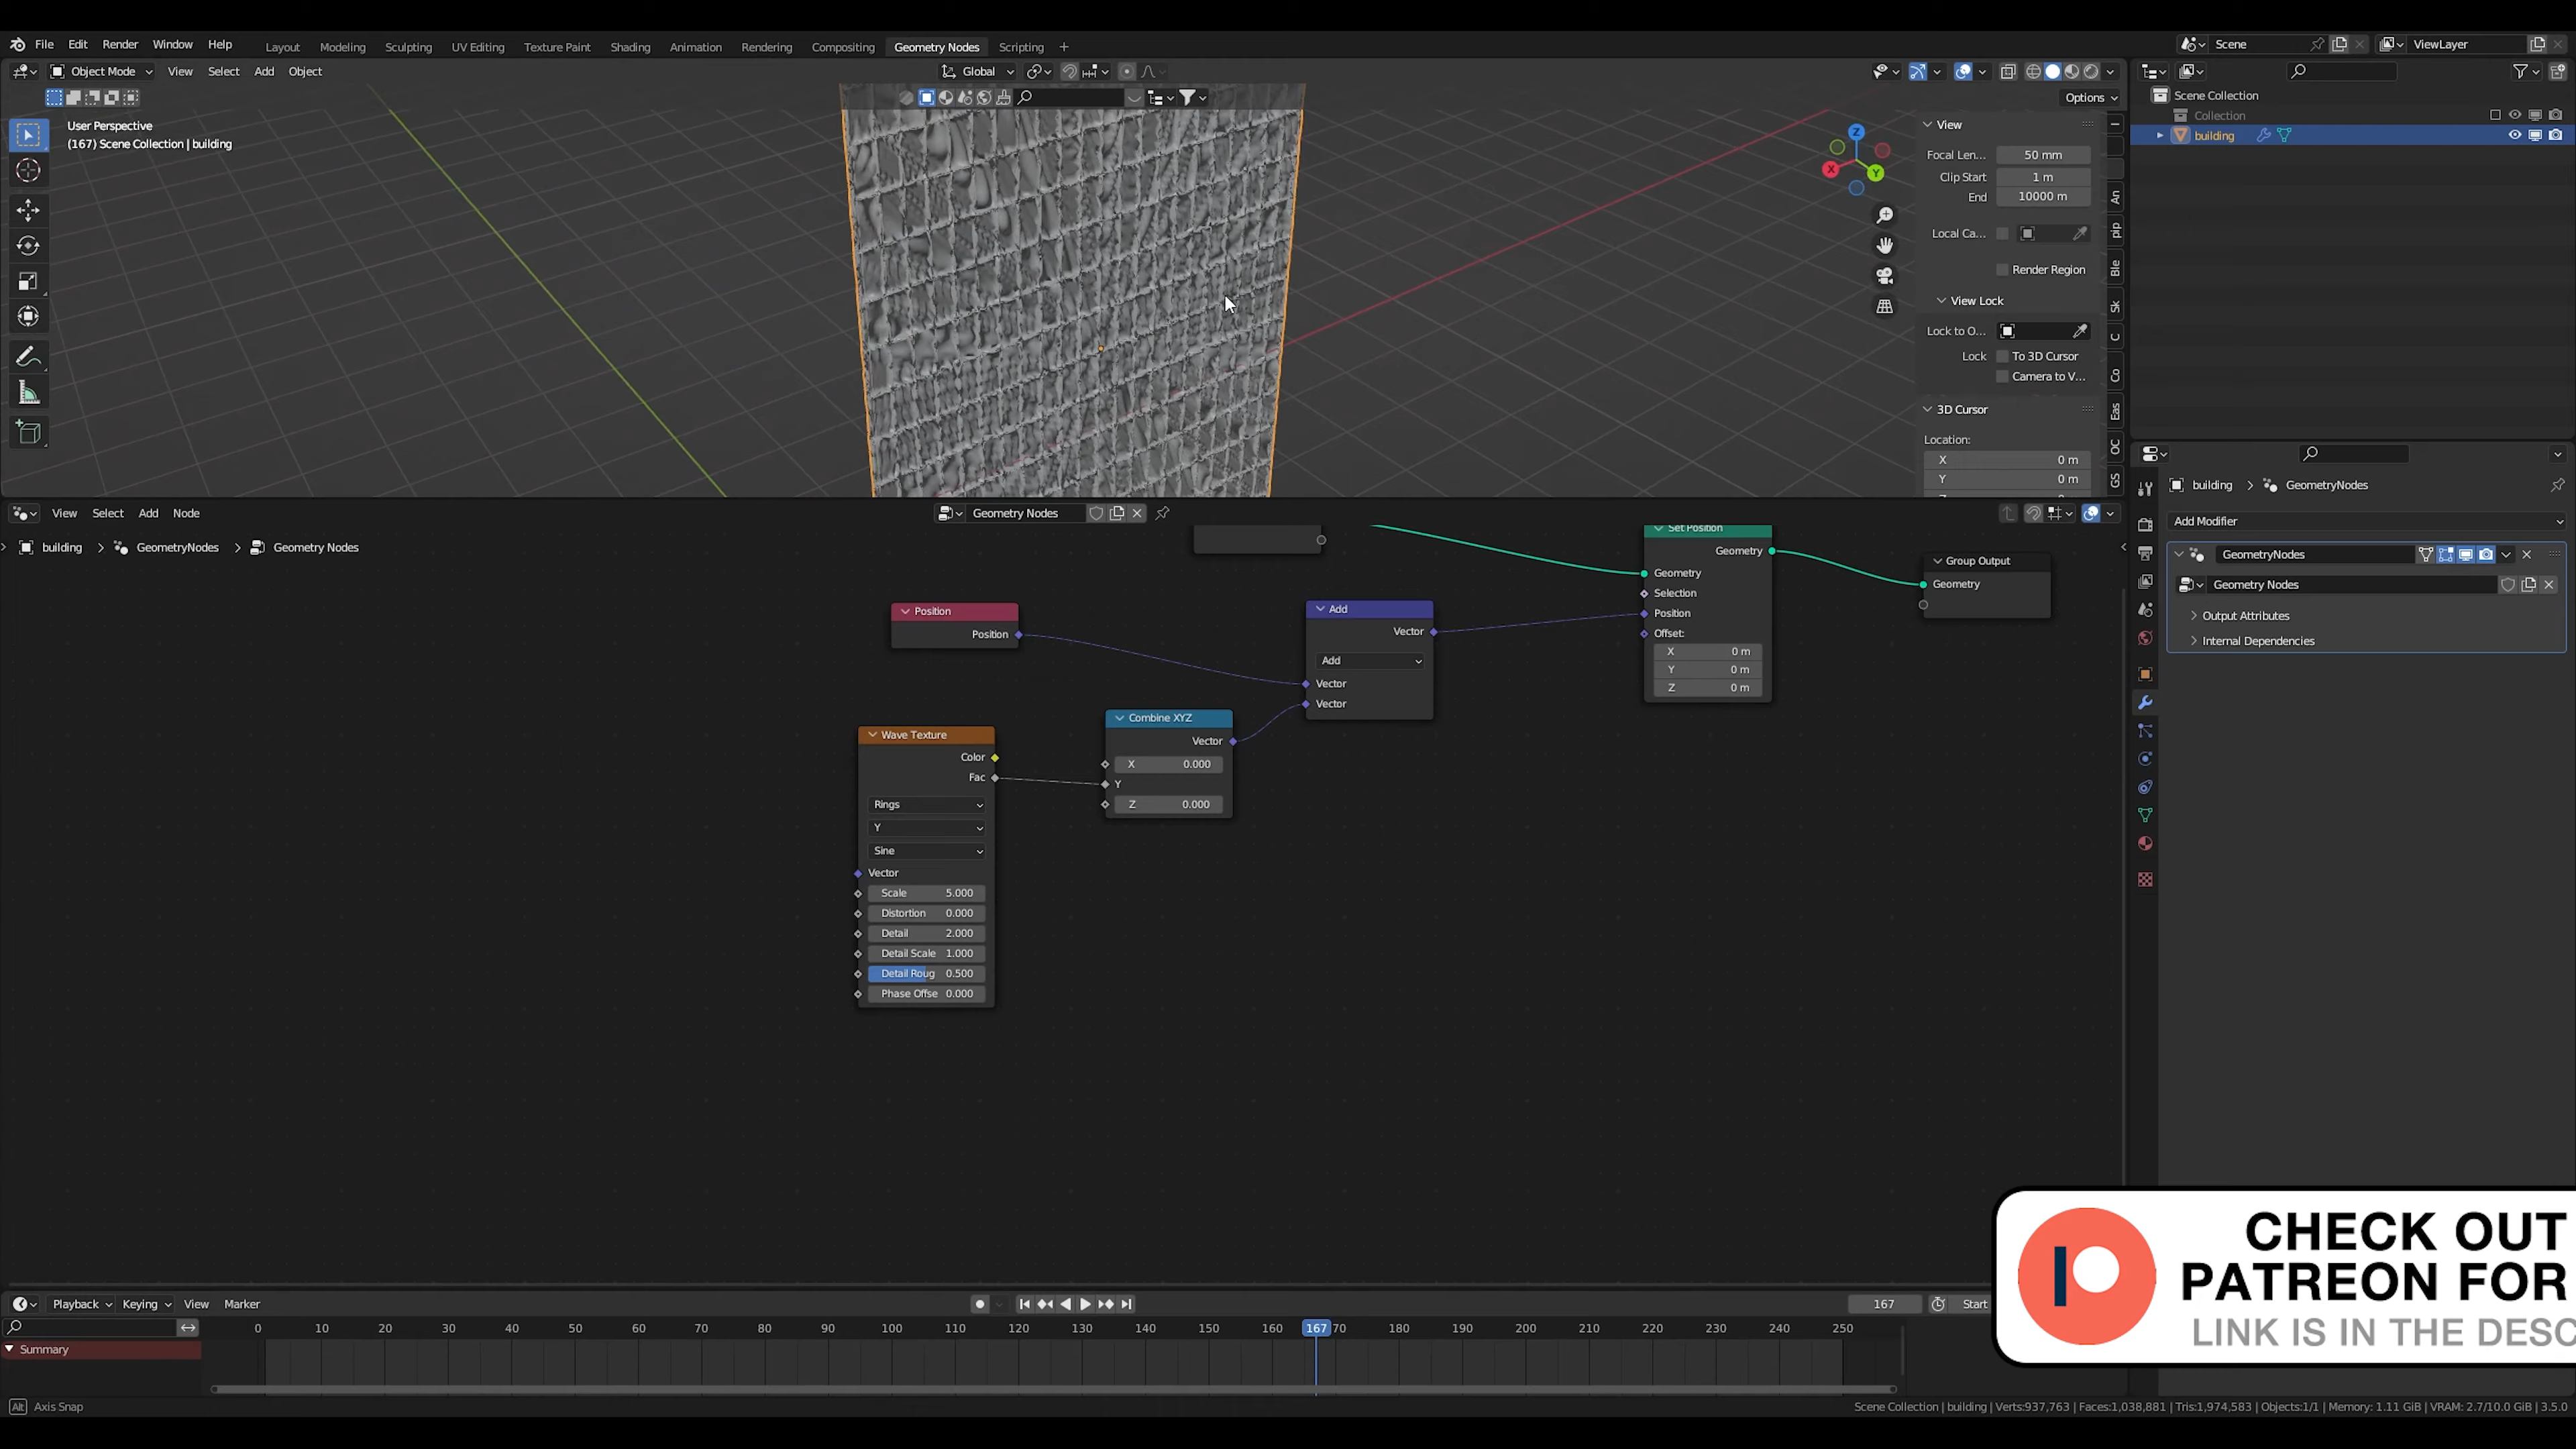 File Edit Render Window Help
Layout Modeling Sculpting UV Editing Texture Paint Shading Animation Rendering Compositing Geometry Nodes Scripting +
Scene
ViewLayer
Object Mode View Select Add Object
Global
Options
User Perspective
(167) Scene Collection | building
Z
X
Y
View
Focal Len... 50 mm
Clip Start 1 m
End 10000 m
Local Ca...
Render Region
View Lock
Lock to O...
Lock To 3D Cursor
Camera to V...
3D Cursor
Location:
X 0 m
Y 0 m
An
pip
Ble
Sk
C
Co
Eas
OC
GS
Scene Collection
Collection
building
building > GeometryNodes
Add Modifier
GeometryNodes
Geometry Nodes
Output Attributes
Internal Dependencies
View Select Add Node
Geometry Nodes
building > GeometryNodes > Geometry Nodes
Set Position
Geometry
Geometry
Selection
Position
Offset:
X 0 m
Y 0 m
Z 0 m
Group Output
Geometry
Position
Position
Add
Vector
Add
Vector
Vector
Combine XYZ
Vector
X 0.000
Y
Z 0.000
Wave Texture
Color
Fac
Rings
Y
Sine
Vector
Scale 5.000
Distortion 0.000
Detail 2.000
Detail Scale 1.000
Detail Roug 0.500
Phase Offse 0.000
CHECK OUT
PATREON FOR
LINK IS IN THE DESC
Playback Keying View Marker
167
Start
0 10 20 30 40 50 60 70 80 90 100 110 120 130 140 150 160 167 70 180 190 200 210 220 230 240 250
Summary
Alt Axis Snap
Scene Collection | building | Verts:937,763 | Faces:1,038,881 | Tris:1,974,583 | Objects:1/1 | Memory: 1.11 GiB | VRAM: 2.7/10.0 GiB | 3.5.0